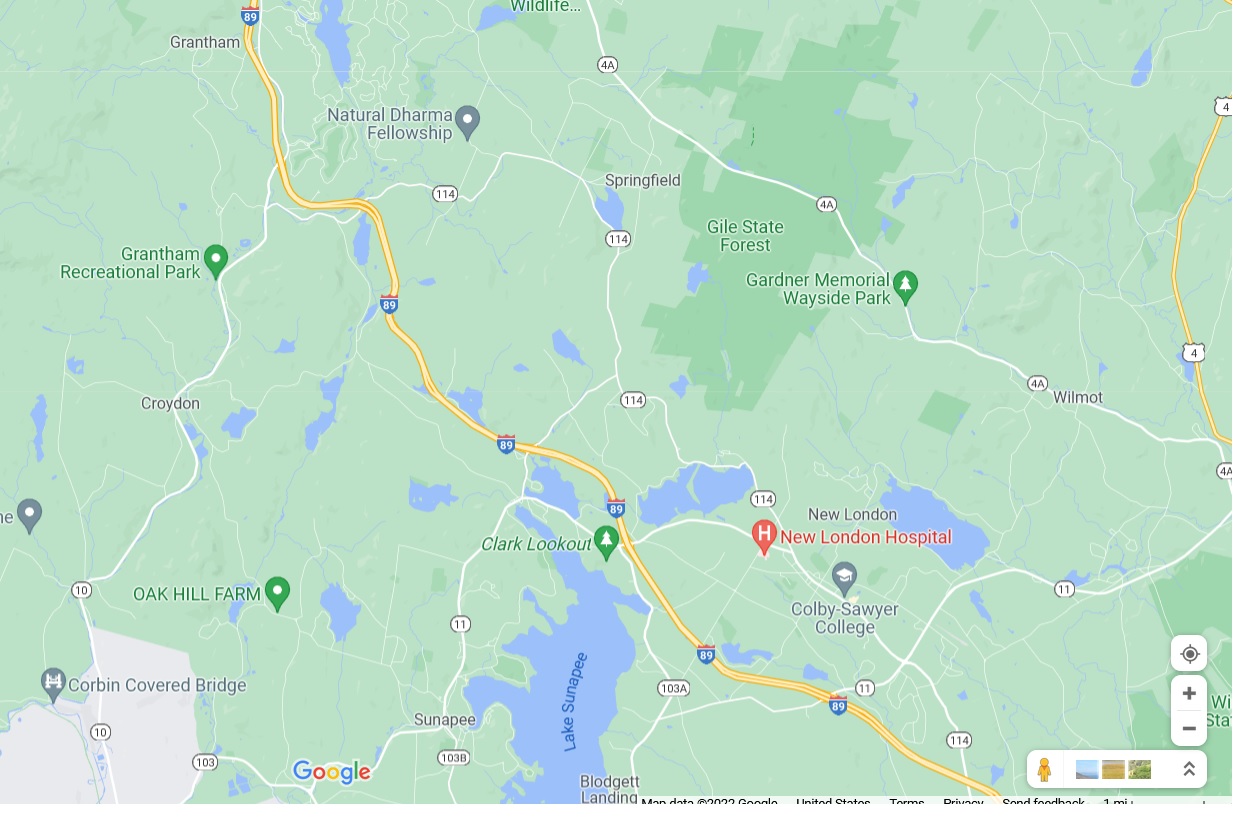 Wildlife...
89
Grantham
4A
4
Natural Dharma
Fellowship
Springfield
114
4A
114
Gile State
Forest
Grantham
Recreational Park
Gardner Memorial
Wayside Park
89
4
4A
Wilmot
Croydon
114
89
4A
114
89
New London
ne
New London Hospital
Clark Lookout
10
OAK HILL FARM
11
Colby-Sawyer
College
11
89
Corbin Covered Bridge
103A
11
89
Wi
Sta
Lake Sunapee
Sunapee
10
103
103B
114
Google
Blodgett
Landing
Map data ©2022 Google United States Terms Privacy Send feedback 1 mi